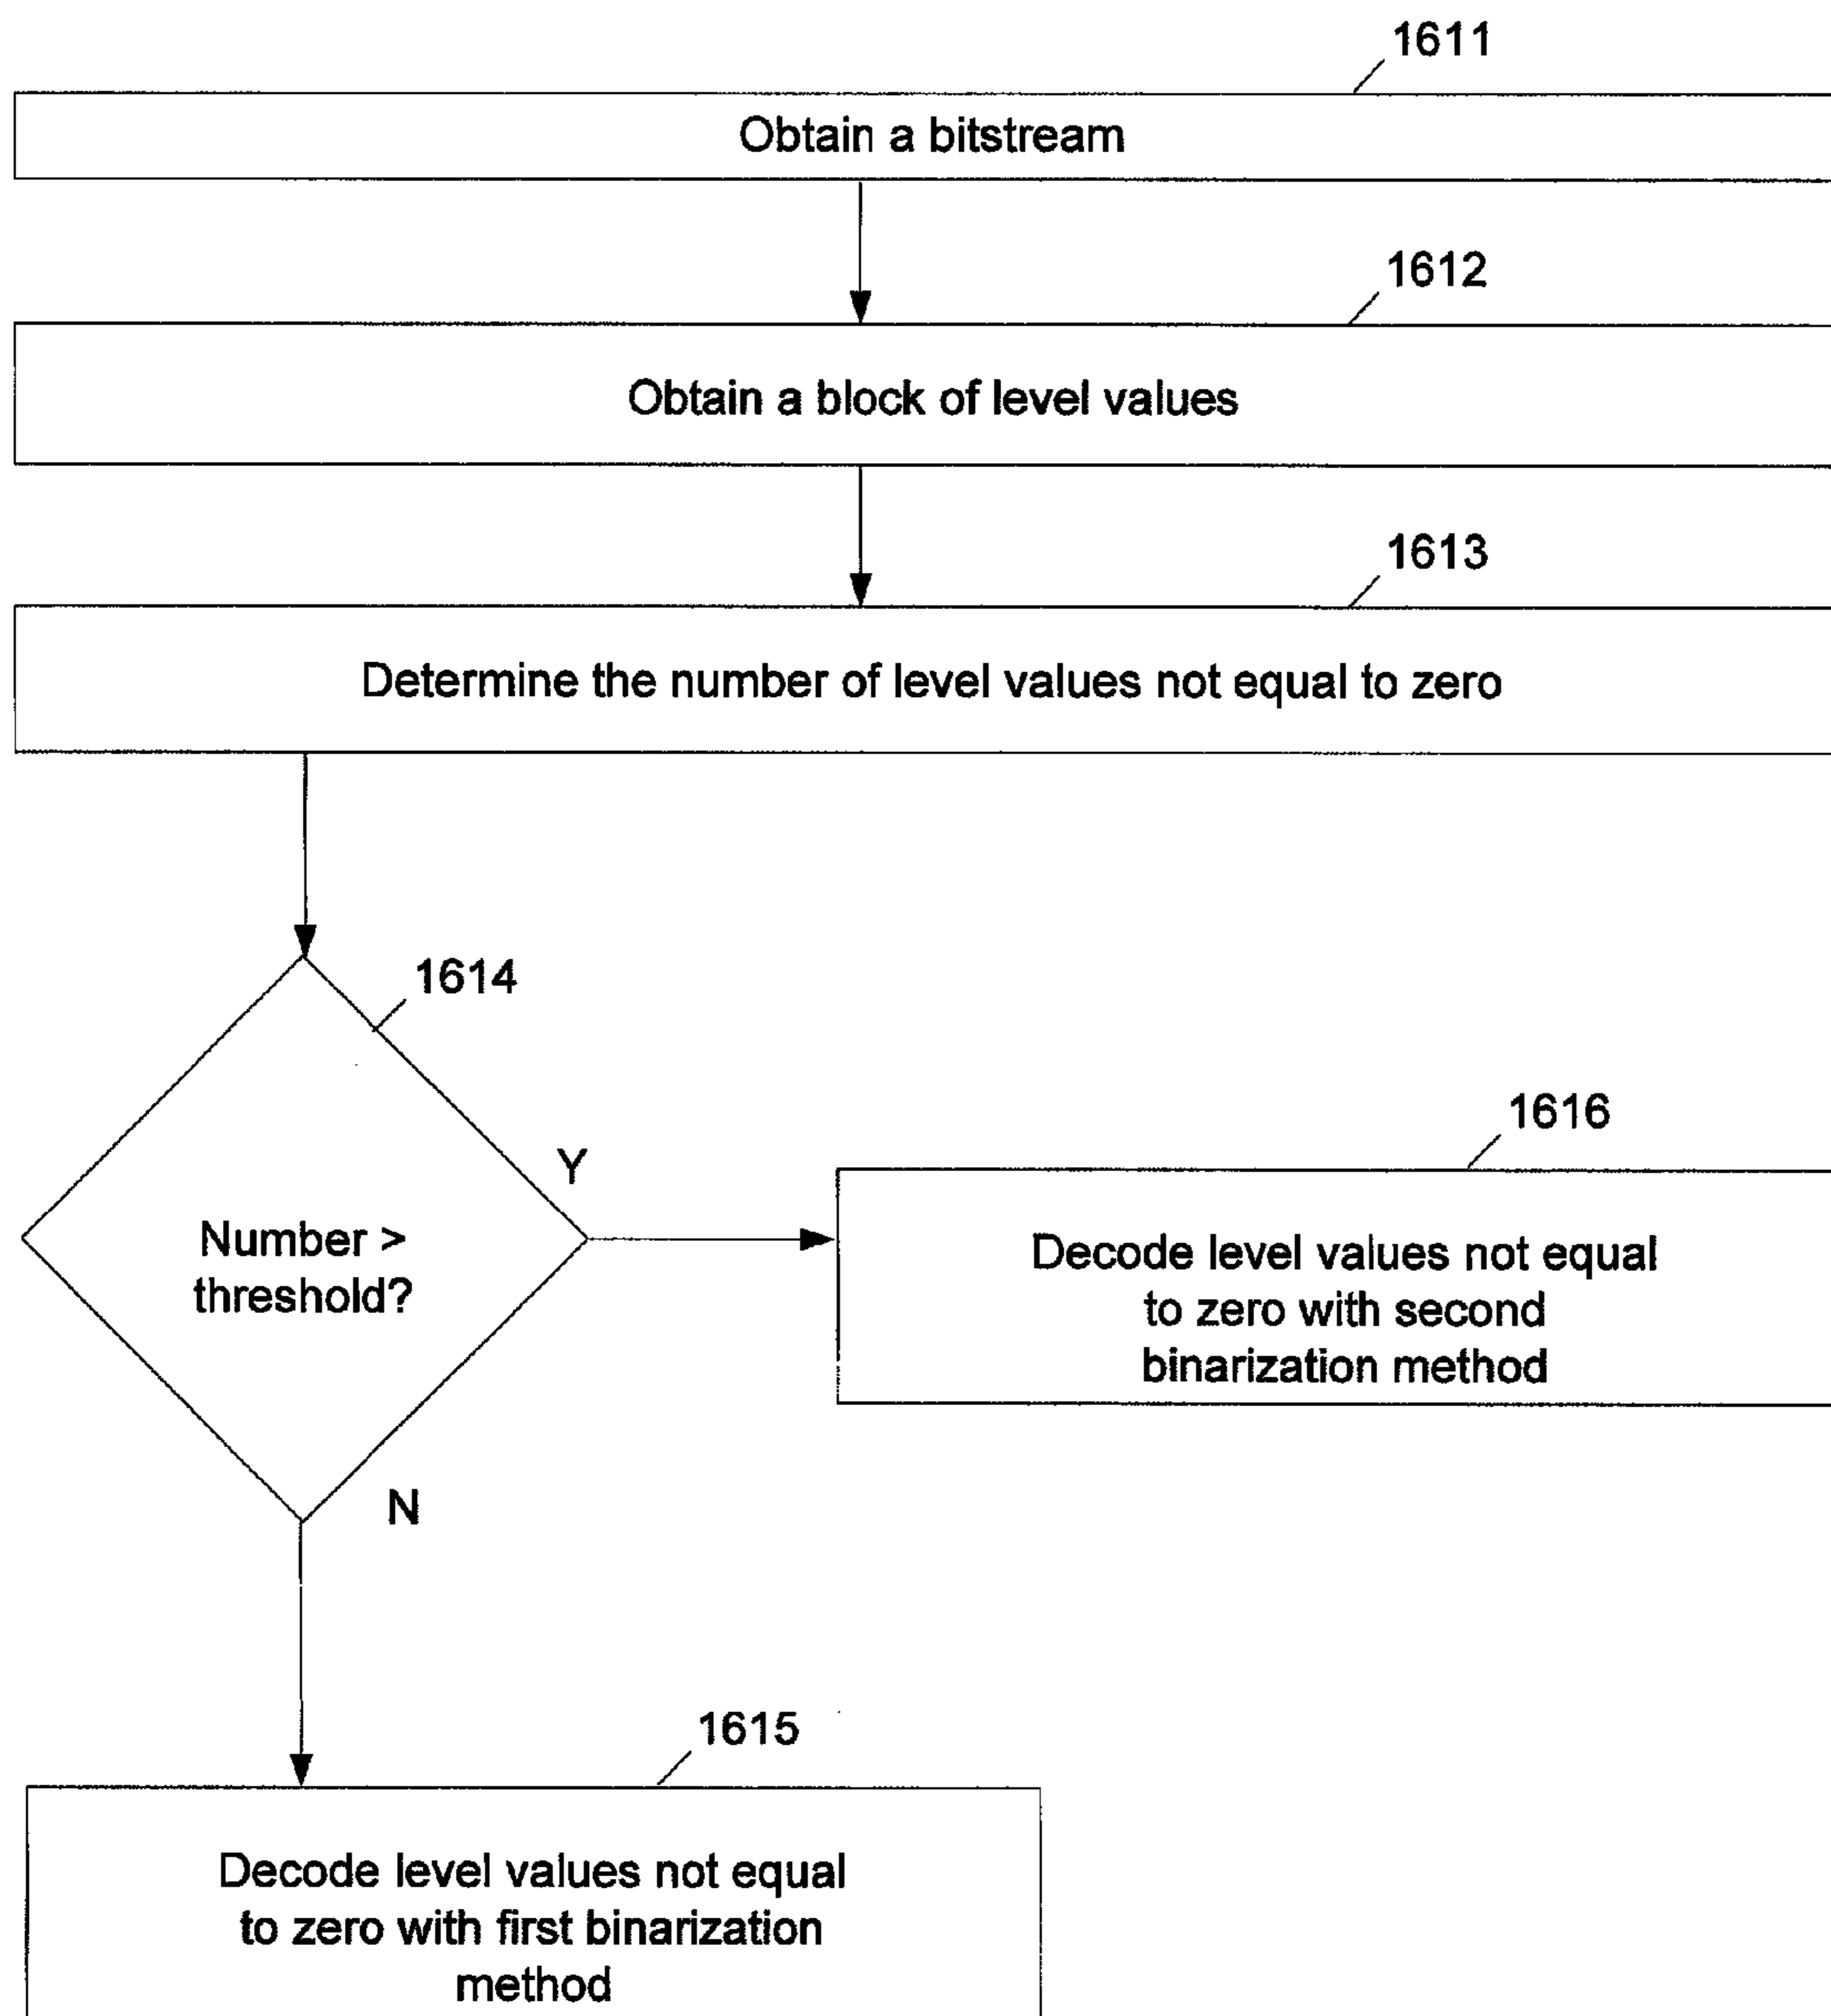 1611
Obtain a bitstream
1612
Obtain a block of level values
1613
Determine the number of level values not equal to zero
1614
Number >
threshold?
Y
1616
Decode level values not equal
to zero with second
binarization method
N
1615
Decode level values not equal
to zero with first binarization
method